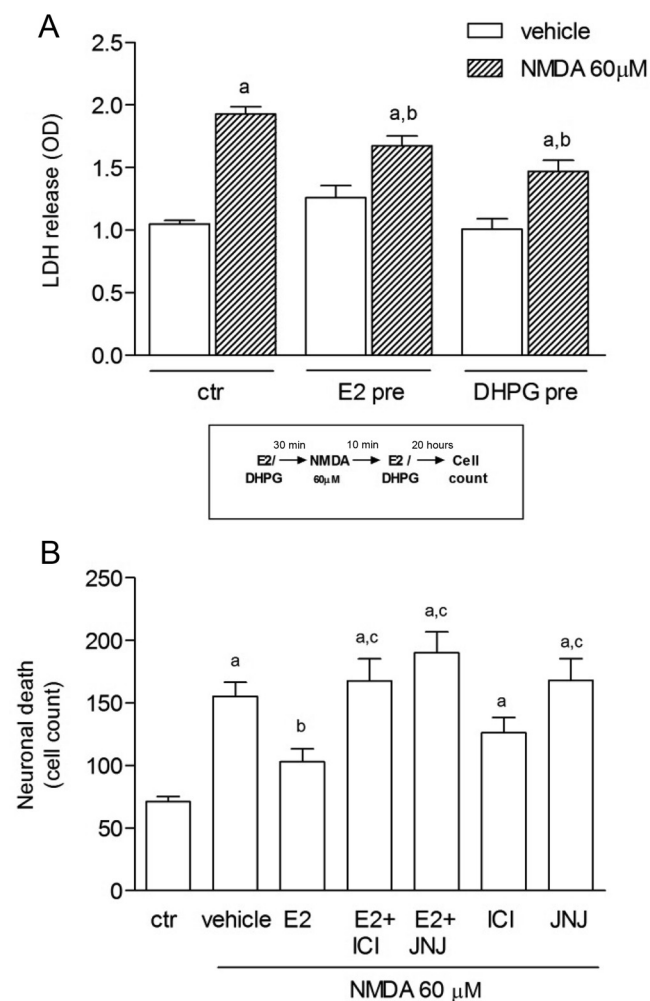 A
vehicle
NMDA 60μM
LDH release (OD)
2.5
2.0
1.5
1.0
0.5
0.0
a
a,b
a,b
ctr
E2 pre
DHPG pre
30 min
10 min
20 hours
E2/ NMDA E2 / Cell
DHPG 60μM DHPG count
B
Neuronal death
(cell count)
250
200
150
100
50
0
a
b
a,c
a,c
a
a,c
ctr vehicle E2 E2+ E2+ ICI JNJ
ICI JNJ
NMDA 60 μM